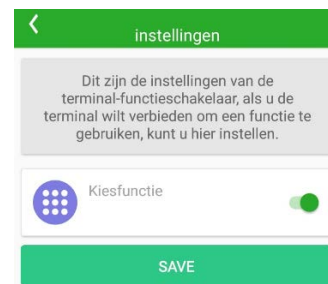 instellingen
Dit zijn de instellingen van de
terminal-functieschakelaar, als u de
terminal wilt verbieden om een functie te
gebruiken, kunt u hier instellen.
Kiesfunctie
SAVE